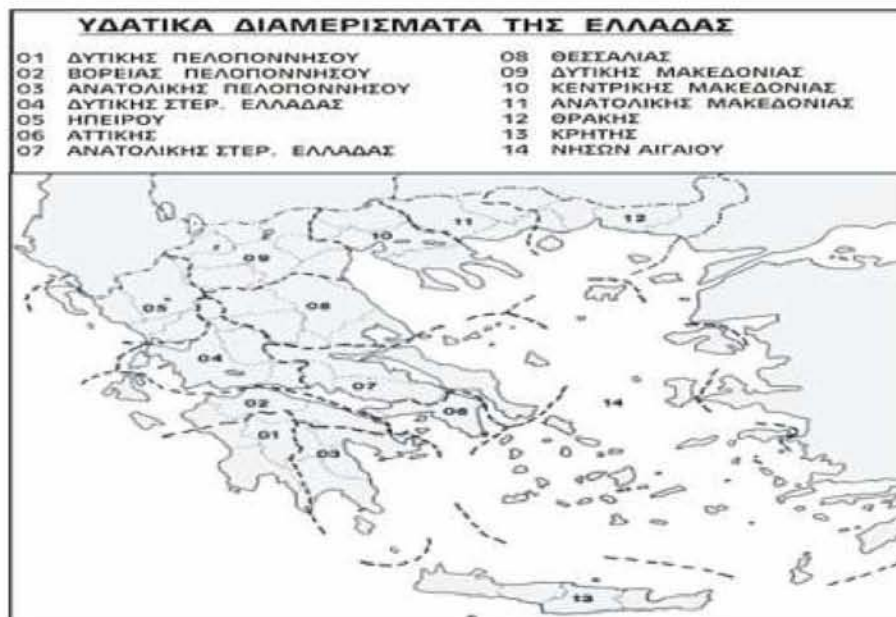 ΥΔΑΤΙΚΑ ΔΙΑΜΕΡΙΣΜΑΤΑ ΤΗΣ ΕΛΛΑΔΑΣ
01 ΔΥΤΙΚΗΣ ΠΕΛΟΠΟΝΝΗΣΟΥ
02 ΒΟΡΕΙΑΣ ΠΕΛΟΠΟΝΝΗΣΟΥ
03 ΑΝΑΤΟΛΙΚΗΣ ΠΕΛΟΠΟΝΝΗΣΟΥ
04 ΔΥΤΙΚΗΣ ΣΤΕΡ. ΕΛΛΑΔΑΣ
05 ΗΠΕΙΡΟΥ
06 ΑΤΤΙΚΗΣ
07 ΑΝΑΤΟΛΙΚΗΣ ΣΤΕΡ. ΕΛΛΑΔΑΣ
08 ΘΕΣΣΑΛΙΑΣ
09 ΔΥΤΙΚΗΣ ΜΑΚΕΔΟΝΙΑΣ
10 ΚΕΝΤΡΙΚΗΣ ΜΑΚΕΔΟΝΙΑΣ
11 ΑΝΑΤΟΛΙΚΗΣ ΜΑΚΕΔΟΝΙΑΣ
12 ΘΡΑΚΗΣ
13 ΚΡΗΤΗΣ
14 ΝΗΣΩΝ ΑΙΓΑΙΟΥ
11
12
10
09
05
08
04
07
14
02
06
01
03
13